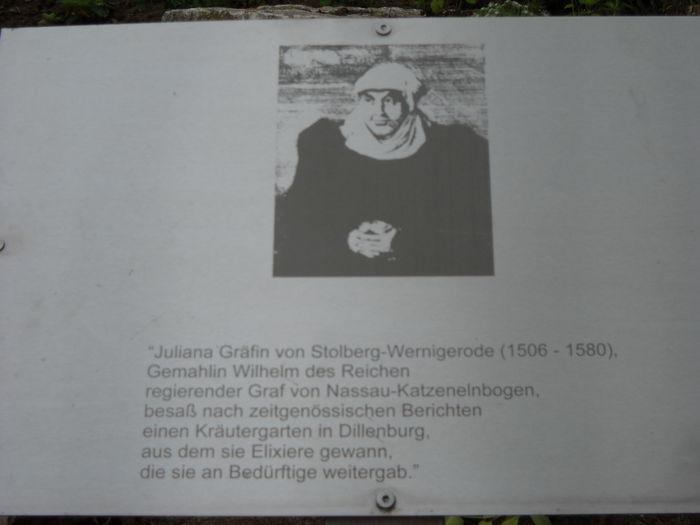 "Juliana Gräfin von Stolberg-Wernigerode (1506 - 1580),
Gemahlin Wilhelm des Reichen
regierender Graf von Nassau-Katzenelnbogen,
besaß nach zeitgenössischen Berichten
einen Kräutergarten in Dillenburg,
aus dem sie Elixiere gewann,
die sie an Bedürftige weitergab."